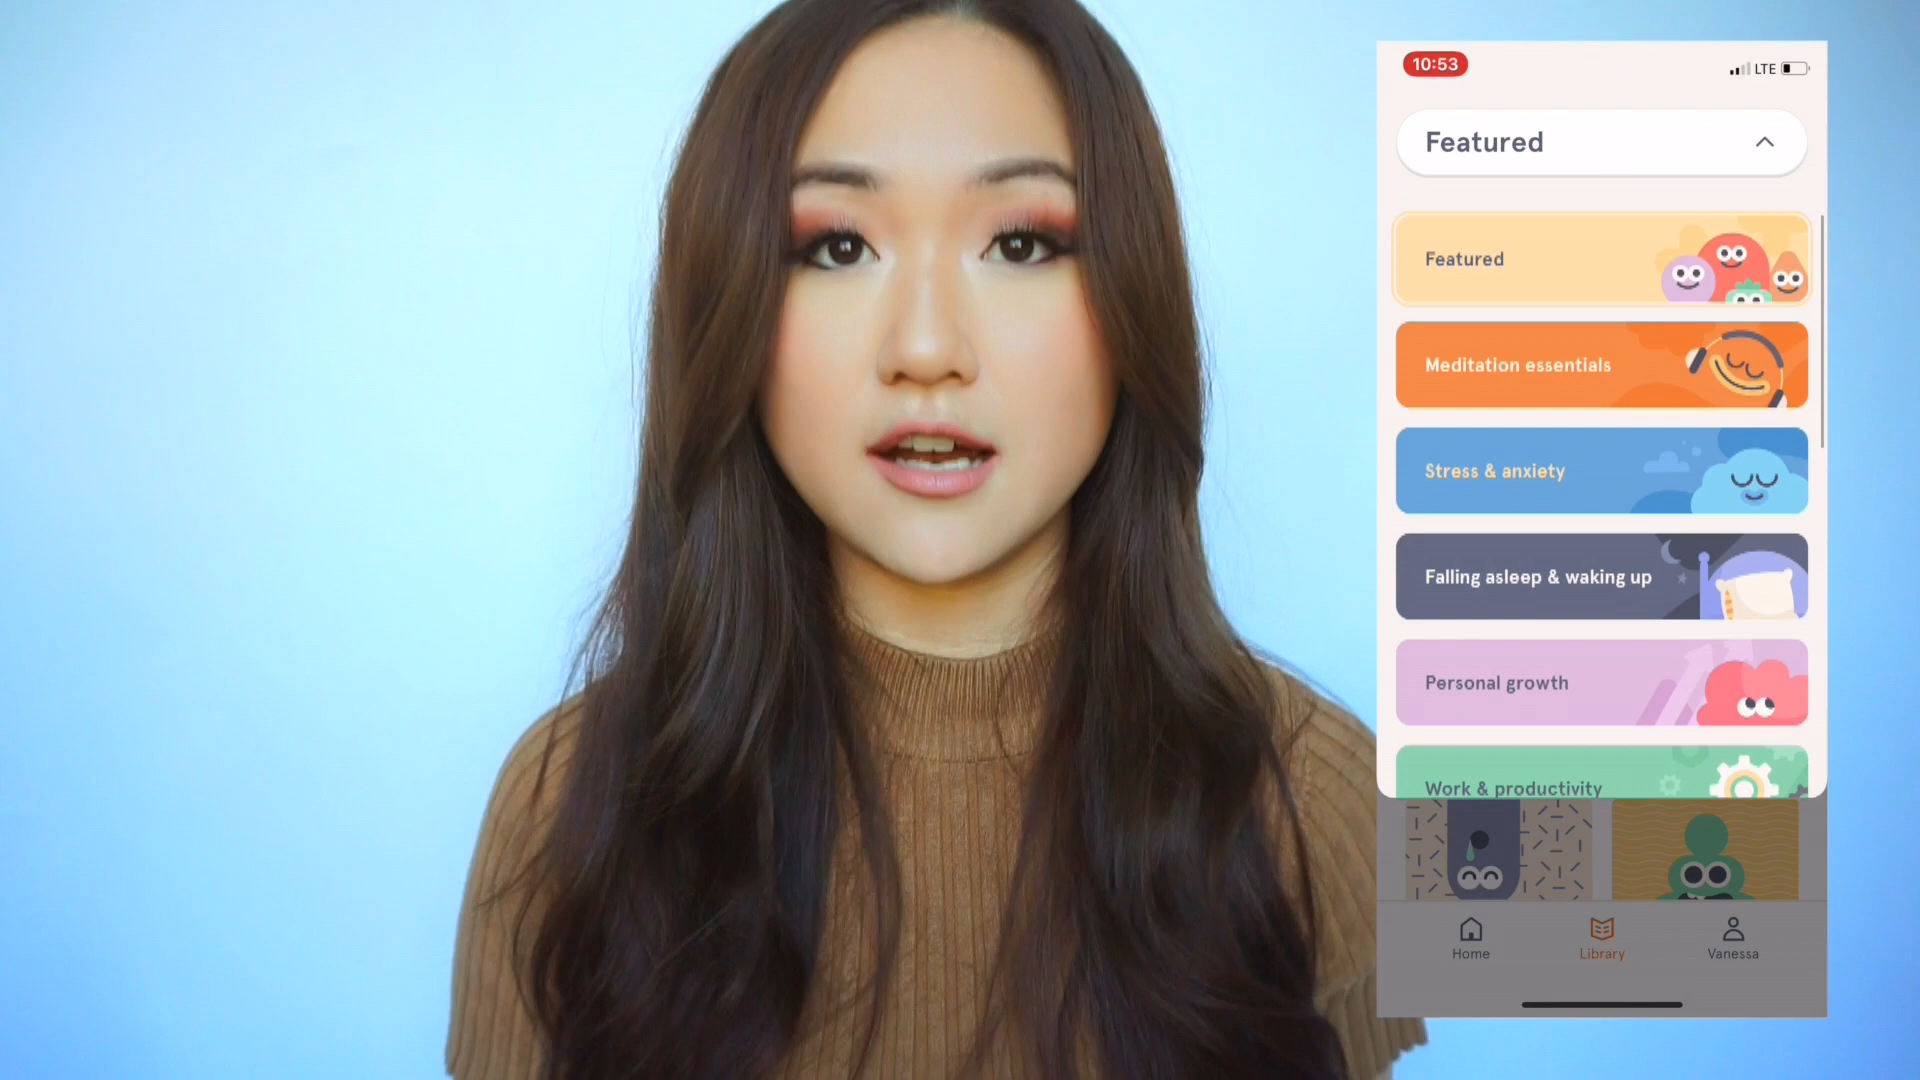 10:53
LTE
Featured
Featured
Meditation essentials
Stress & anxiety
Falling asleep & waking up
Personal growth
Work & productivity
Home
Library
Vanessa